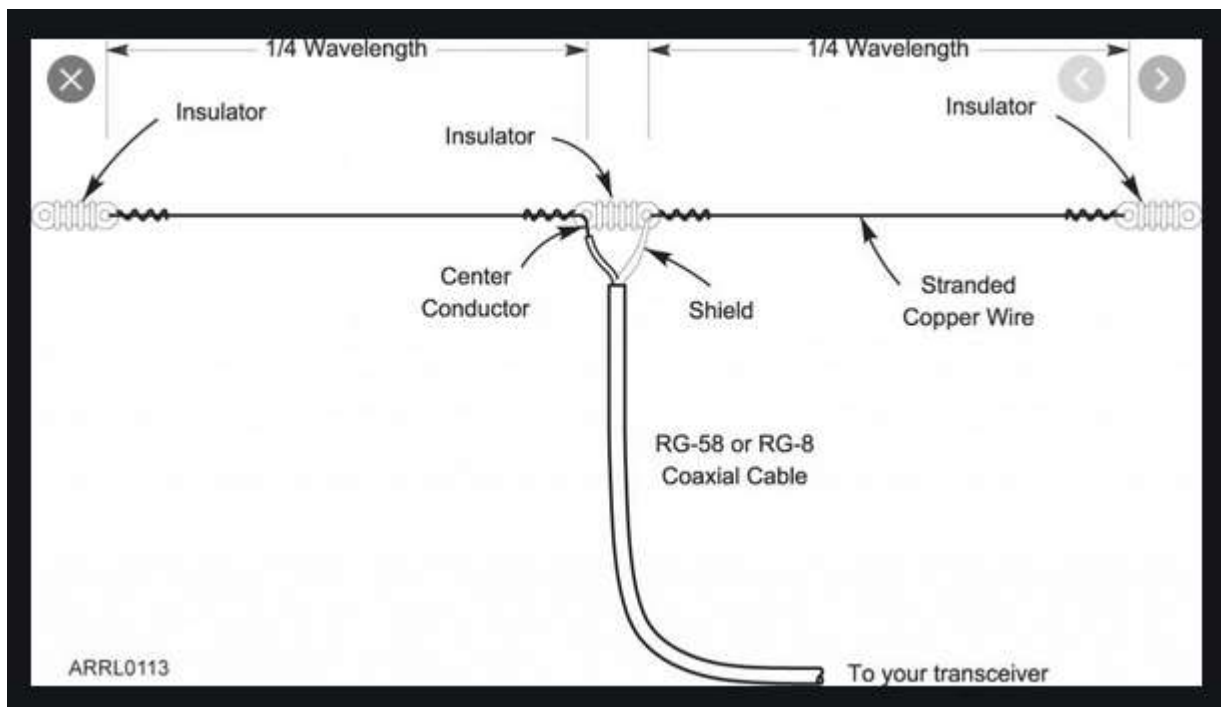 1/4 Wavelength
1/4 Wavelength
Insulator
Insulator
Insulator
Center
Conductor
Shield
Stranded
Copper Wire
RG-58 or RG-8
Coaxial Cable
ARRL0113
To your transceiver